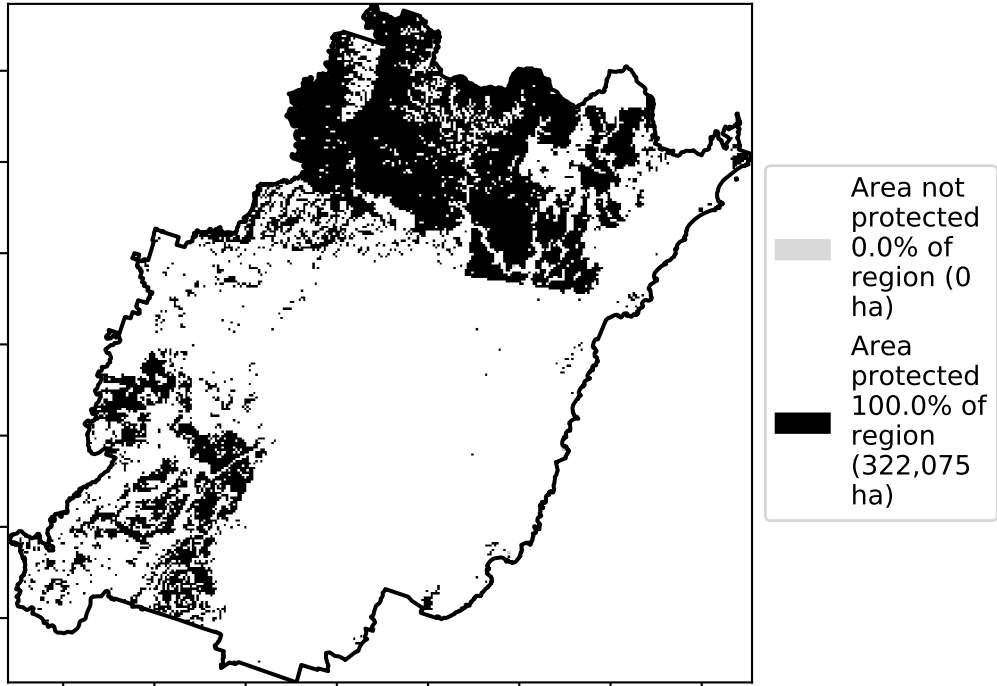 Area not
protected
0.0% of
region (0
ha)
Area
protected
100.0% of
region
(322,075
ha)